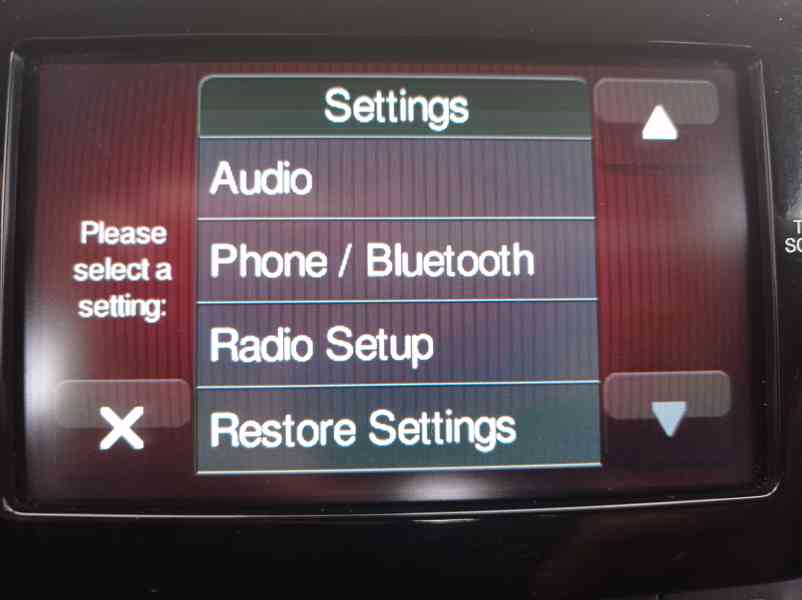 Settings
Audio
Please
select a
setting:
Phone / Bluetooth
Radio Setup
Restore Settings